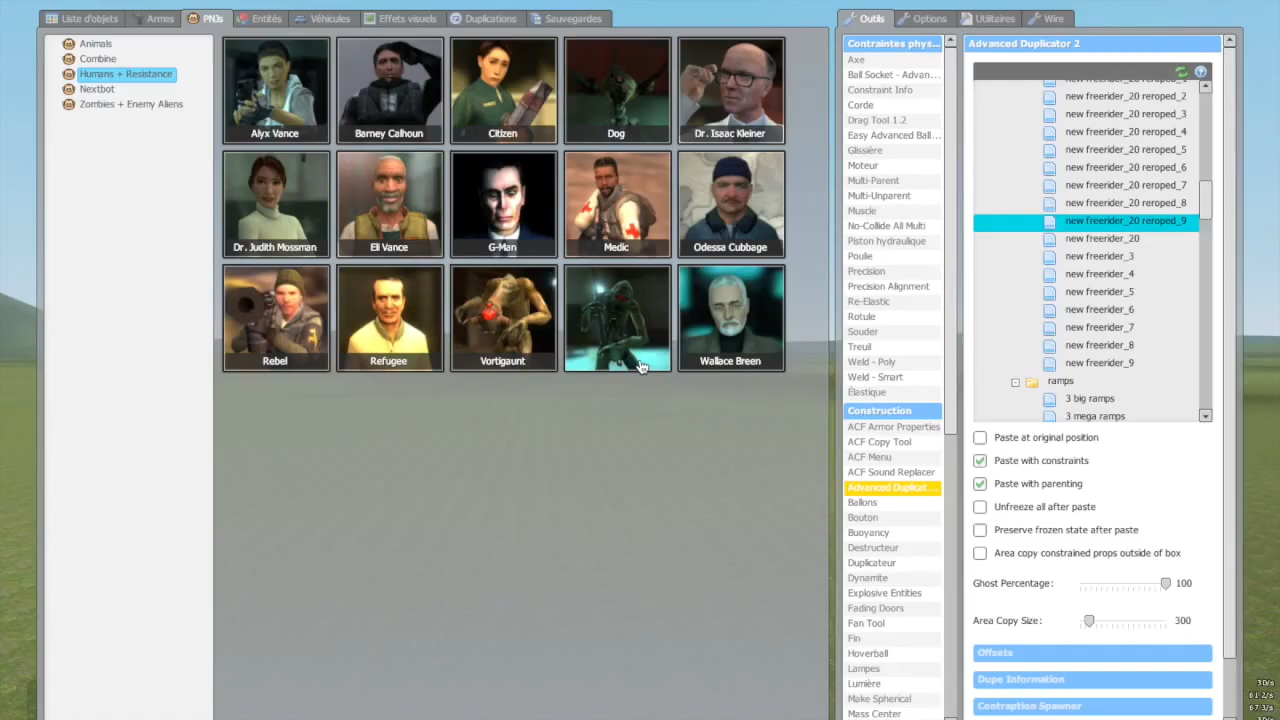 Liste d'objets
Armes
PNJs
Entités
Véhicules
Effets visuels
Duplications
Sauvegardes
Animals
Combine
Humans + Resistance
Nextbot
Zombies + Enemy Aliens
Alyx Vance
Barney Calhoun
Citizen
Dog
Dr. Isaac Kleiner
Dr. Judith Mossman
Eli Vance
G-Man
Medic
Odessa Cubbage
Rebel
Refugee
Vortigaunt
Wallace Breen
Outils
Options
Utilitaires
Wire
Contraintes phys...
Axe
Ball Socket - Advan...
Constraint Info
Corde
Drag Tool 1.2
Easy Advanced Ball...
Glissière
Moteur
Multi-Parent
Multi-Unparent
Muscle
No-Collide All Multi
Piston hydraulique
Poulie
Precision
Precision Alignment
Re-Elastic
Rotule
Souder
Treuil
Weld - Poly
Weld - Smart
Élastique
Construction
ACF Armor Properties
ACF Copy Tool
ACF Menu
ACF Sound Replacer
Advanced Duplicat...
Ballons
Bouton
Buoyancy
Destructeur
Duplicateur
Dynamite
Explosive Entities
Fading Doors
Fan Tool
Fin
Hoverball
Lampes
Lumière
Make Spherical
Mass Center
Advanced Duplicator 2
new freerider_20 reroped_2
new freerider_20 reroped_3
new freerider_20 reroped_4
new freerider_20 reroped_5
new freerider_20 reroped_6
new freerider_20 reroped_7
new freerider_20 reroped_8
new freerider_20 reroped_9
new freerider_20
new freerider_3
new freerider_4
new freerider_5
new freerider_6
new freerider_7
new freerider_8
new freerider_9
ramps
3 big ramps
3 mega ramps
Paste at original position
Paste with constraints
Paste with parenting
Unfreeze all after paste
Preserve frozen state after paste
Area copy constrained props outside of box
Ghost Percentage: 100
Area Copy Size: 300
Offsets
Dupe Information
Contraption Spawner
30/s
61.2/s
67.3/s